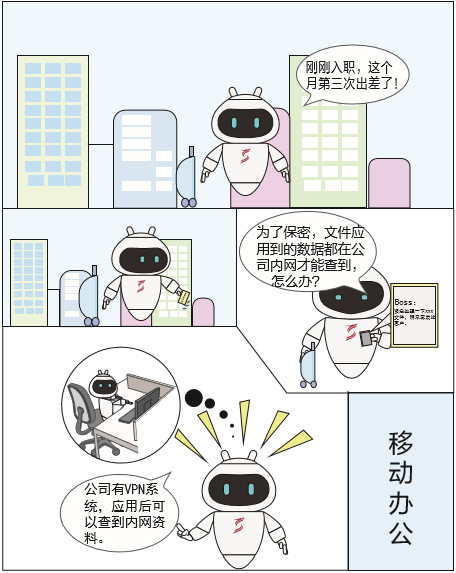 刚刚入职，这个
月第三次出差了!
为了保密，文件应
用到的数据都在公
司内网才能查到，
怎么办?
Boss:
公司有VPN系
统，应用后可
以查到内网资
料。
移动办公